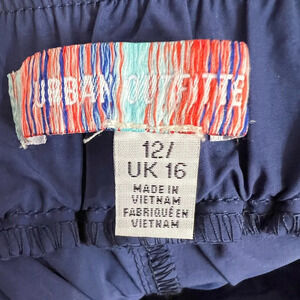 URBAN OUTFITTE
12/
UK 16
MADE IN
VIETNAM
FABRIQUÉ EN
VIETNAM